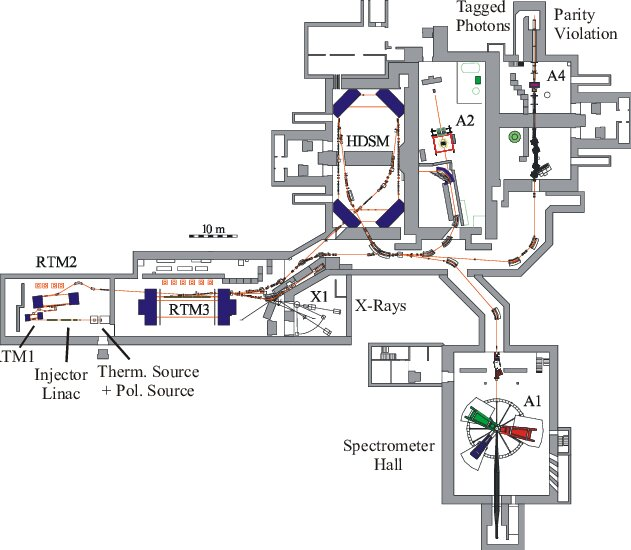 Tagged
Photons
Parity
Violation
A4
A2
HDSM
10 m
RTM2
RTM3
X1
X-Rays
RTM1
Injector
Linac
Therm. Source
+ Pol. Source
A1
Spectrometer
Hall